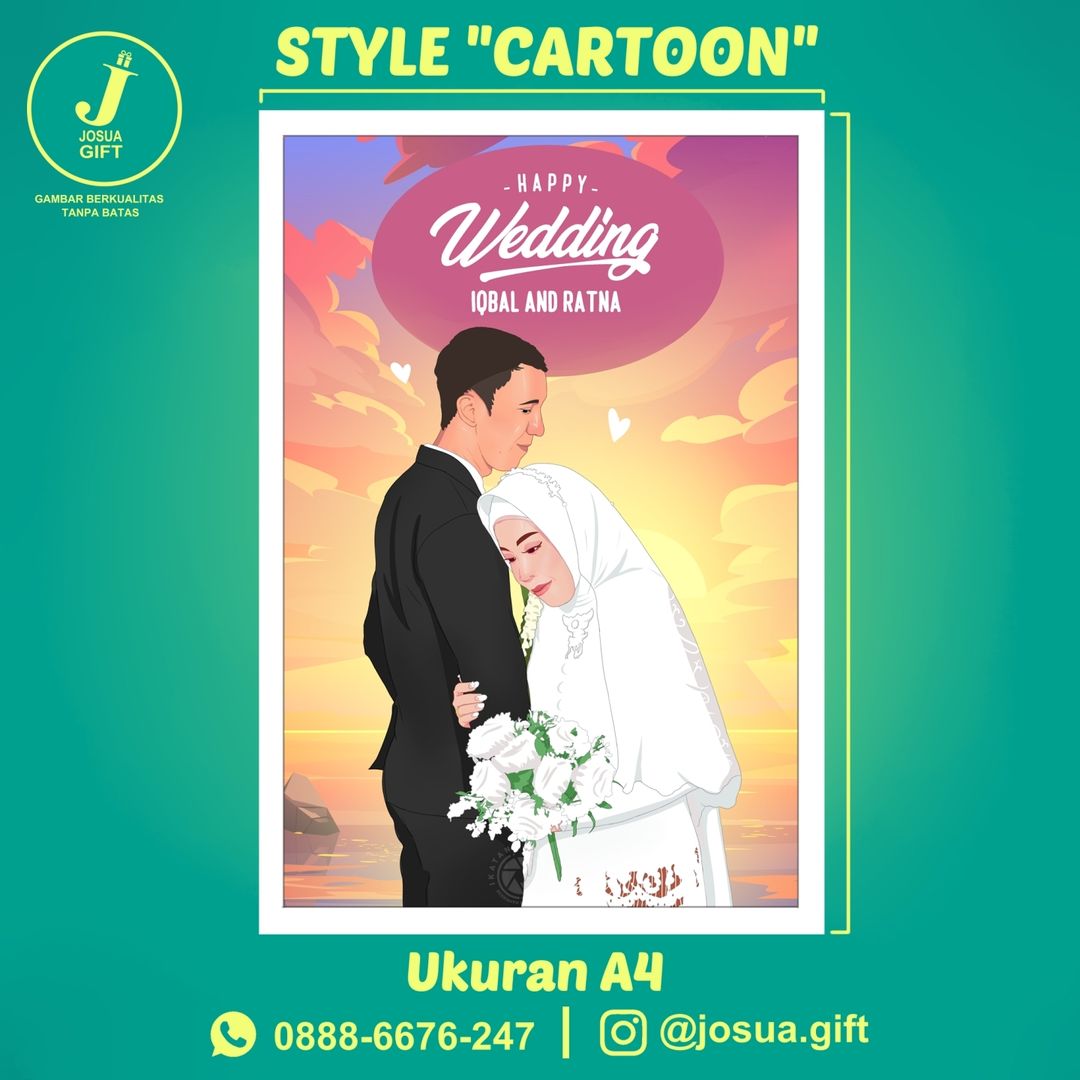 STYLE "CARTOON"
J
JOSUA
GIFT
GAMBAR BERKUALITAS
TANPA BATAS
- HAPPY -
Wedding
IQBAL AND RATNA
Ukuran A4
0888-6676-247 | @josua.gift